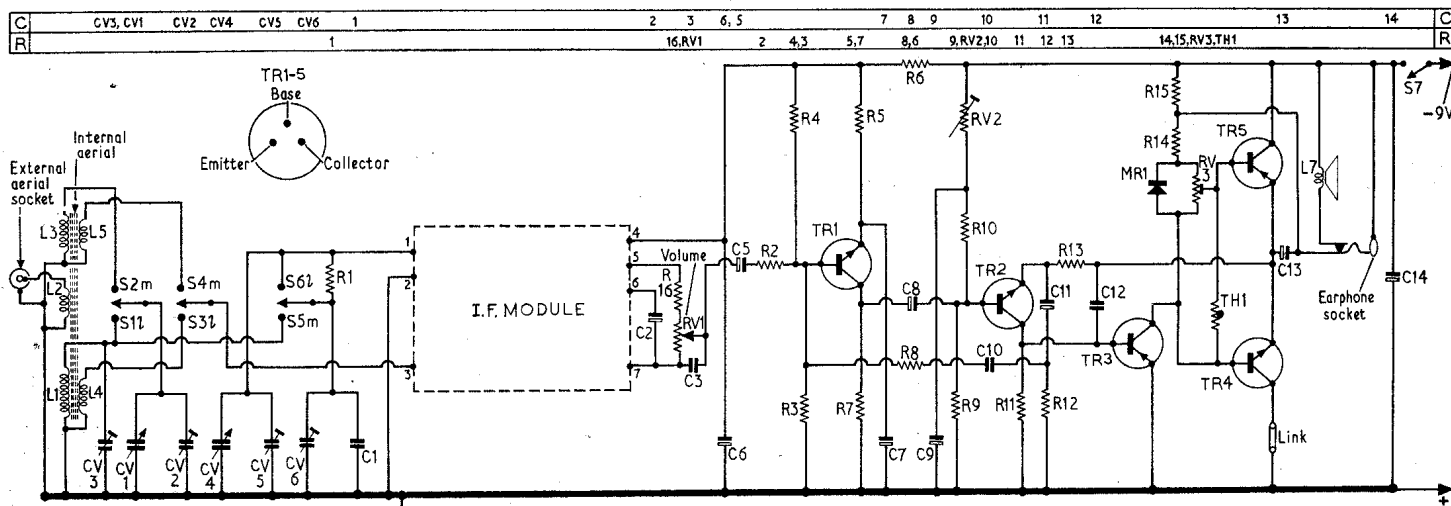 C CV3, CV1 CV2 CV4 CV5 CV6 1 2 3 6, 5 7 8 9 10 11 12 13 14 C
R 1 16,RV1 2 4,3 5,7 8,6 9,RV2,10 11 12 13 14,15,RV3,TH1 R
TR1-5
Base
Emitter
Collector
External
aerial
socket
Internal
aerial
L3
L5
L2
L1
L4
S2m
S1l
S4m
S3l
S6l
S5m
R1
CV
3
CV
1
CV
2
CV
4
CV
5
CV
6
C1
1
2
3
I.F. MODULE
4
5
6
7
R
16
Volume
RV1
C2
C3
C6
C5
R2
R4
R3
TR1
R5
R7
C7
R6
C8
R8
C9
RV2
R10
R9
C10
TR2
R11
C11
R12
R13
C12
TR3
R15
R14
MR1
RV
3
TH1
TR5
TR4
C13
Link
L7
Earphone
socket
C14
S7
-9V
+